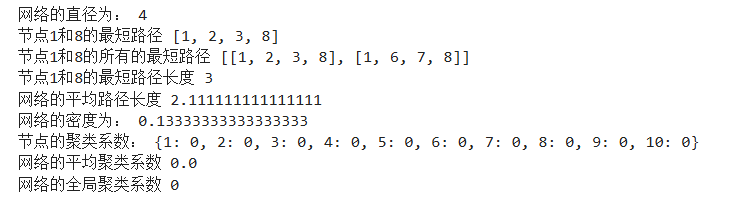 网络的直径为： 4
节点1和8的最短路径 [1, 2, 3, 8]
节点1和8的所有的最短路径 [[1, 2, 3, 8], [1, 6, 7, 8]]
节点1和8的最短路径长度 3
网络的平均路径长度 2.111111111111111
网络的密度为： 0.13333333333333333
节点的聚类系数： {1: 0, 2: 0, 3: 0, 4: 0, 5: 0, 6: 0, 7: 0, 8: 0, 9: 0, 10: 0}
网络的平均聚类系数 0.0
网络的全局聚类系数 0